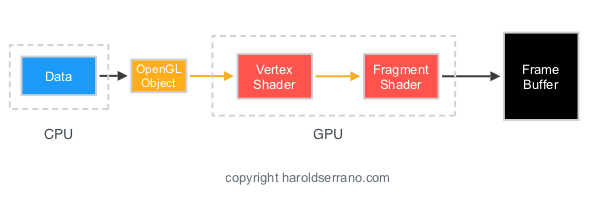 Data
OpenGL
Object
Vertex
Shader
Fragment
Shader
Frame
Buffer
CPU
GPU
copyright haroldserrano.com